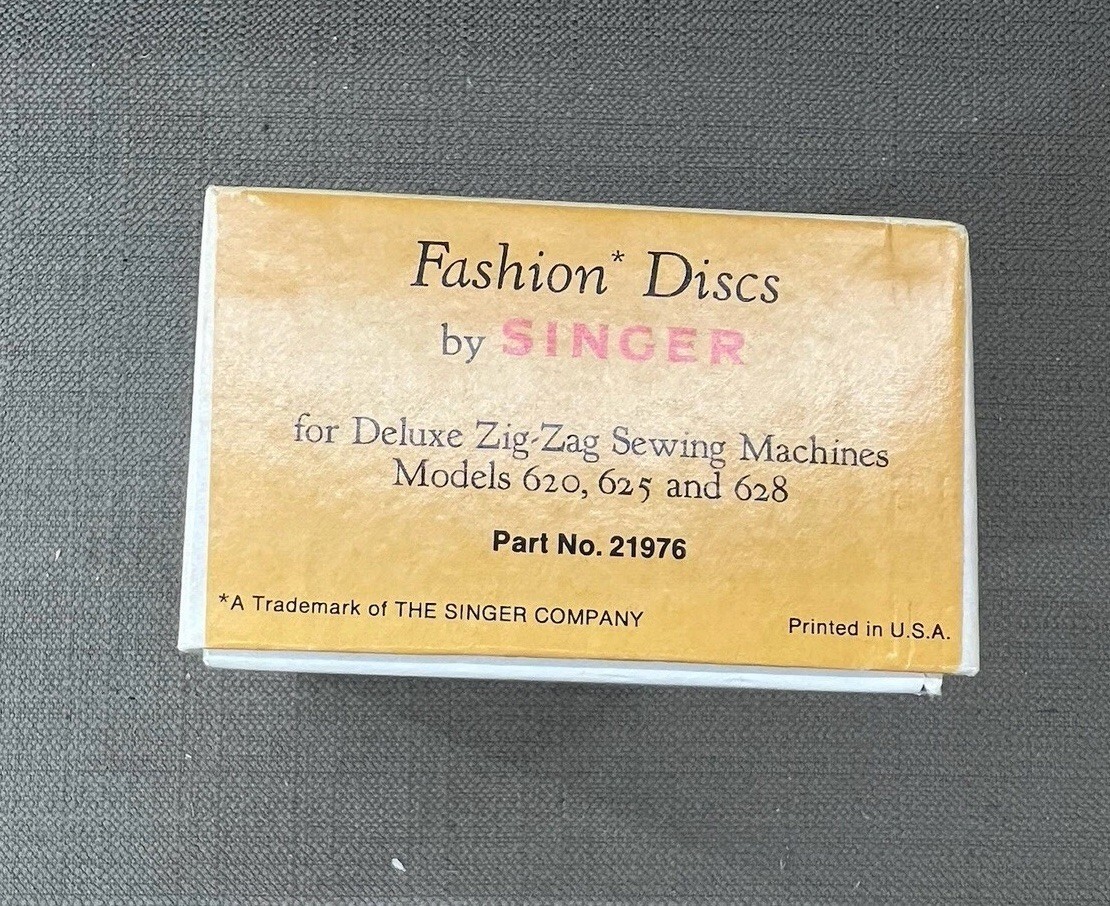 Fashion* Discs
by SINGER
for Deluxe Zig-Zag Sewing Machines
Models 620, 625 and 628
Part No. 21976
*A Trademark of THE SINGER COMPANY
Printed in U.S.A.